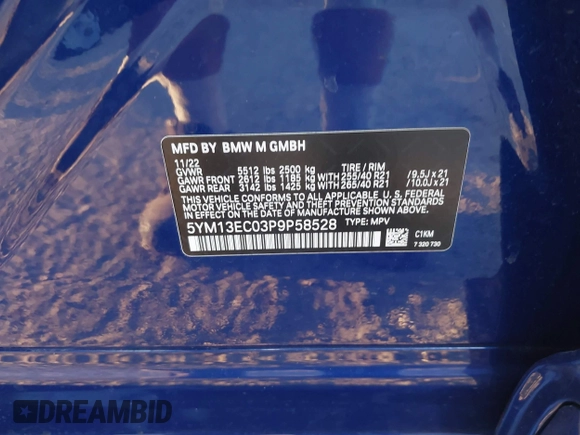 MFD BY BMW M GMBH
11/22
GVWR 5512 lbs 2500 kg TIRE / RIM
GAWR FRONT 2612 lbs 1185 kg WITH 255/40 R21 /9.5J x 21
GAWR REAR 3142 lbs 1425 kg WITH 265/40 R21 /10.0J x 21
THIS VEHICLE CONFORMS TO ALL APPLICABLE U. S. FEDERAL
MOTOR VEHICLE SAFETY, BUMPER, AND THEFT PREVENTION
STANDARDS IN EFFECT ON THE DATE OF MANUFACTURE
SHOWN ABOVE.
5YM13EC03P9P58528 TYPE: MPV
C1KM
7 320 730
DREAMBID